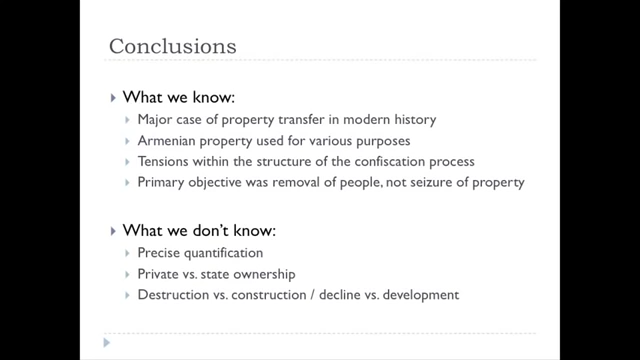 Conclusions
What we know:
Major case of property transfer in modern history
Armenian property used for various purposes
Tensions within the structure of the confiscation process
Primary objective was removal of people, not seizure of property
What we don't know:
Precise quantification
Private vs. state ownership
Destruction vs. construction / decline vs. development